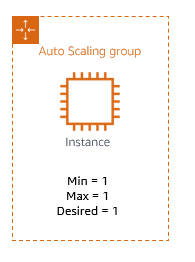 Auto Scaling group
Instance
Min = 1
Max = 1
Desired = 1